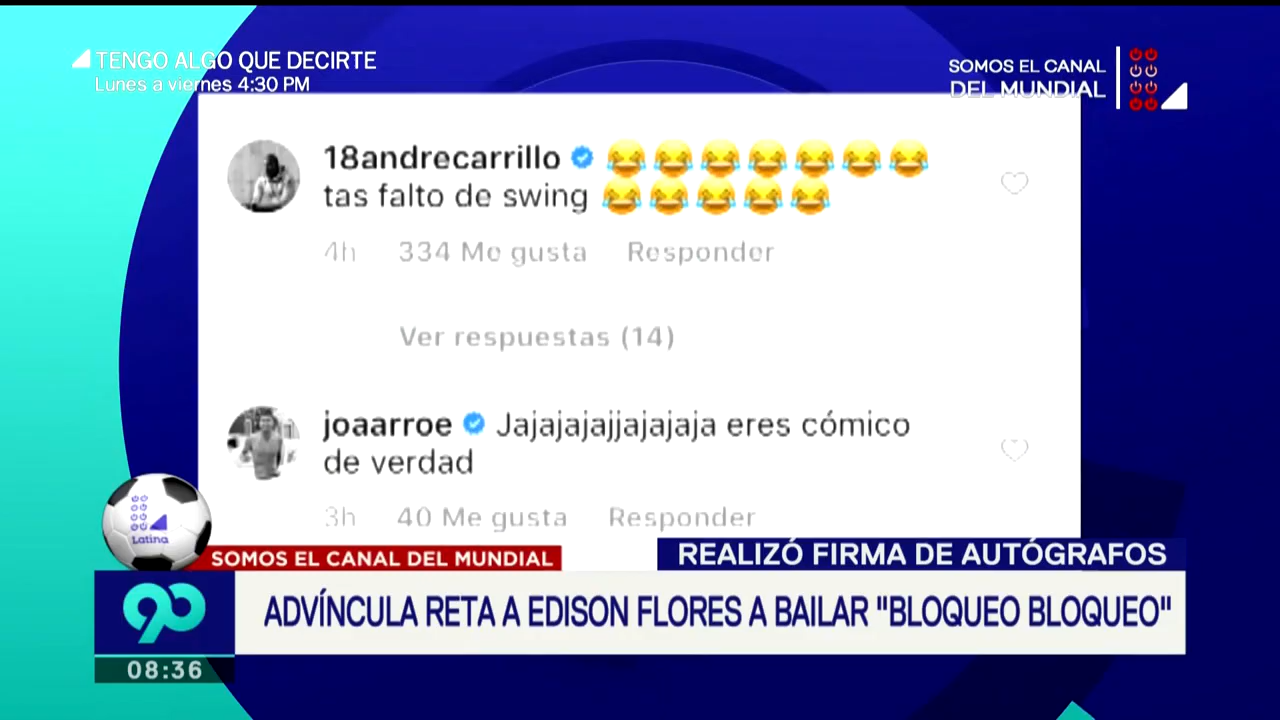 TENGO ALGO QUE DECIRTE
Lunes a viernes 4:30 PM
SOMOS EL CANAL
DEL MUNDIAL
18andrecarrillo 😂😂😂😂😂😂😂
tas falto de swing 😂😂😂😂😂
4h 334 Me gusta Responder
Ver respuestas (14)
joaarroe Jajajajajjajajaja eres cómico
de verdad
3h 40 Me gusta Responder
Latina
SOMOS EL CANAL DEL MUNDIAL
REALIZÓ FIRMA DE AUTÓGRAFOS
90
ADVÍNCULA RETA A EDISON FLORES A BAILAR "BLOQUEO BLOQUEO"
08:36